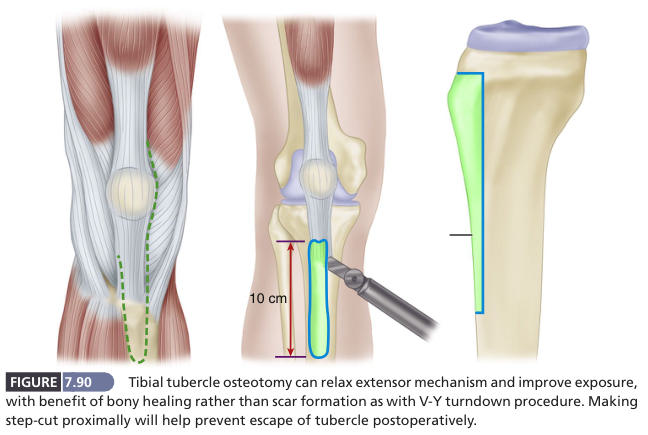 10 cm
FIGURE 7.90 Tibial tubercle osteotomy can relax extensor mechanism and improve exposure,
with benefit of bony healing rather than scar formation as with V-Y turndown procedure. Making
step-cut proximally will help prevent escape of tubercle postoperatively.